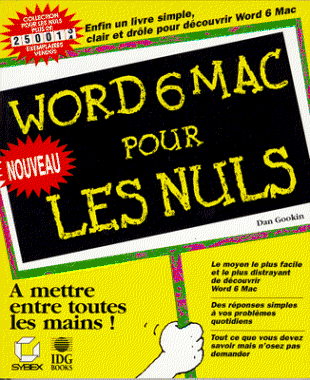 COLLECTION
POUR LES NULS
PLUS DE
EXEMPLAIRES
VENDUS
Enfin un livre simple,
clair et drôle pour découvrir Word 6 Mac
WORD 6 MAC
POUR
LES NULS
NOUVEAU
Dan Gookin
A mettre
entre toutes
les mains !
Le moyen le plus facile
et le plus distrayant
de découvrir
Word 6 Mac
Des réponses simples
à vos problèmes
quotidiens
Tout ce que vous devez
savoir mais n'osez pas
demander
SYBEX
IDG
BOOKS